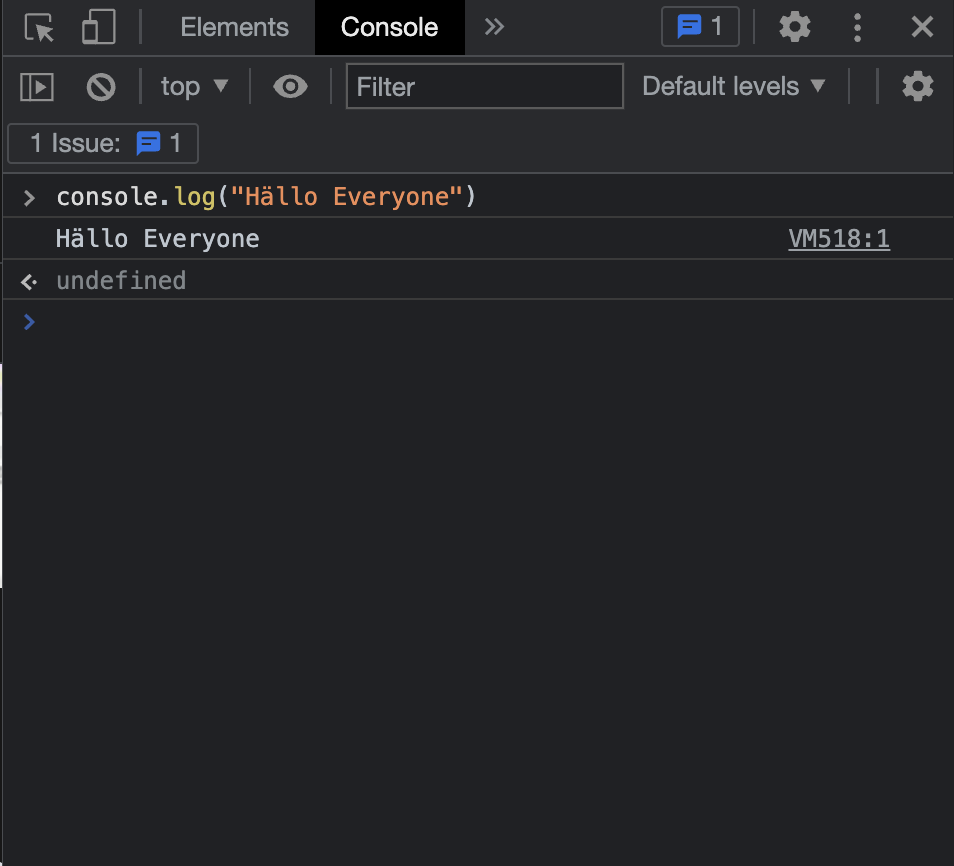 Elements Console 1
top Filter Default levels
1 Issue: 1
console.log("Hällo Everyone")
Hällo Everyone VM518:1
undefined